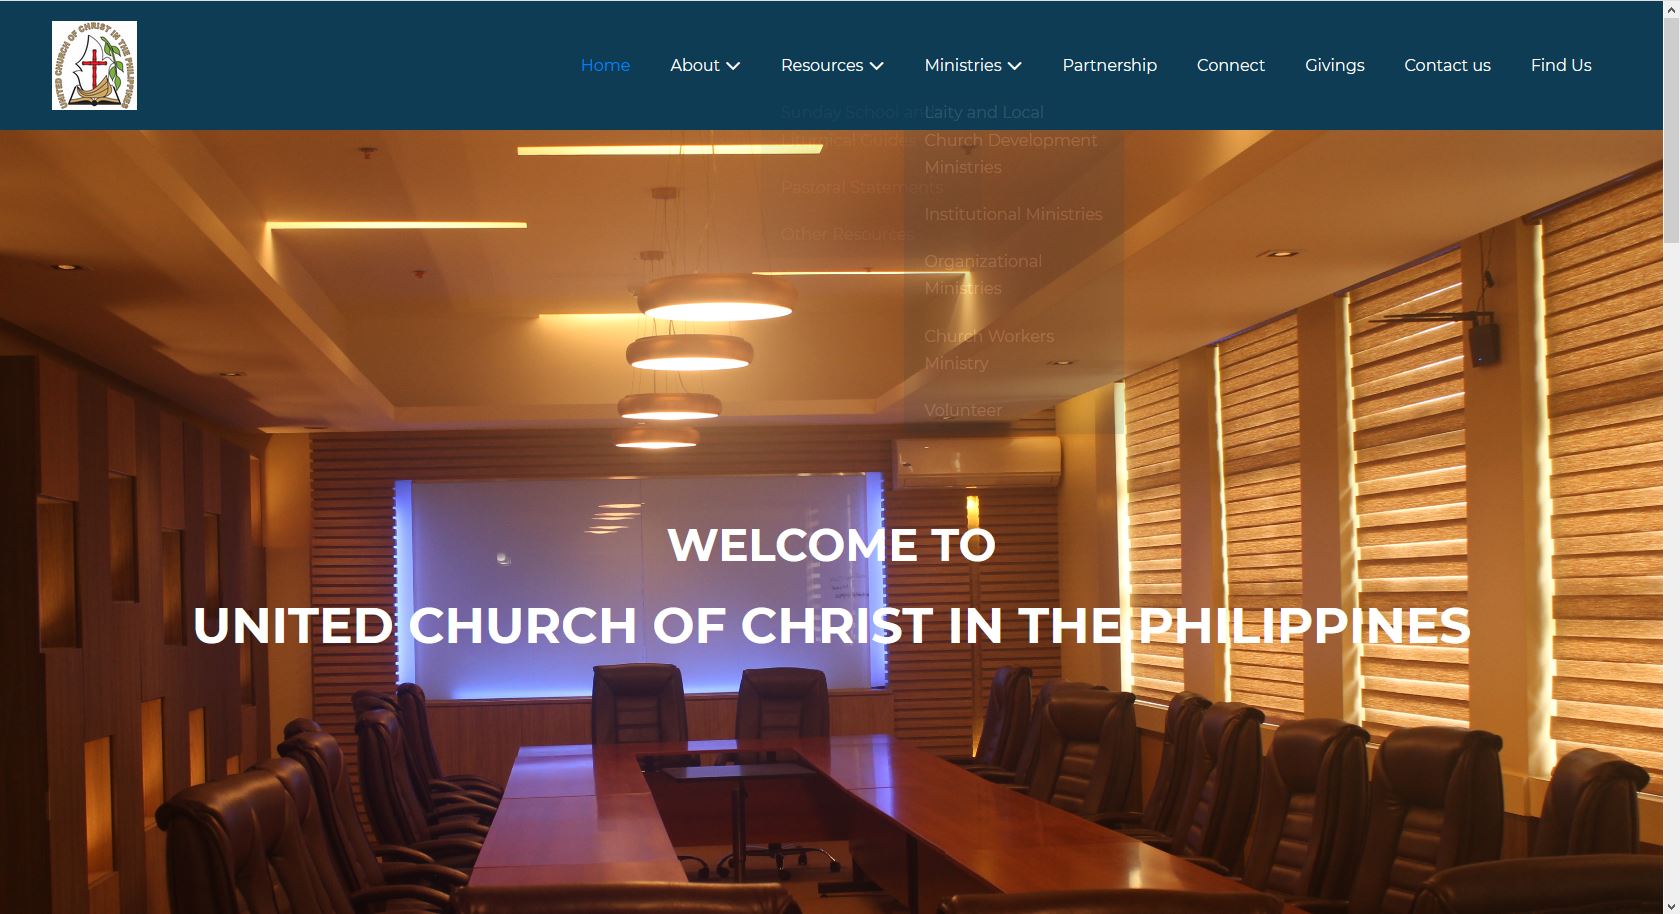 UNITED CHURCH OF CHRIST IN THE PHILIPPINES
Home
About
Resources
Ministries
Partnership
Connect
Givings
Contact us
Find Us
Sunday School and
Liturgical Guides
Pastoral Statements
Other Resources
Laity and Local
Church Development
Ministries
Institutional Ministries
Organizational
Ministries
Church Workers
Ministry
Volunteer
WELCOME TO
UNITED CHURCH OF CHRIST IN THE PHILIPPINES